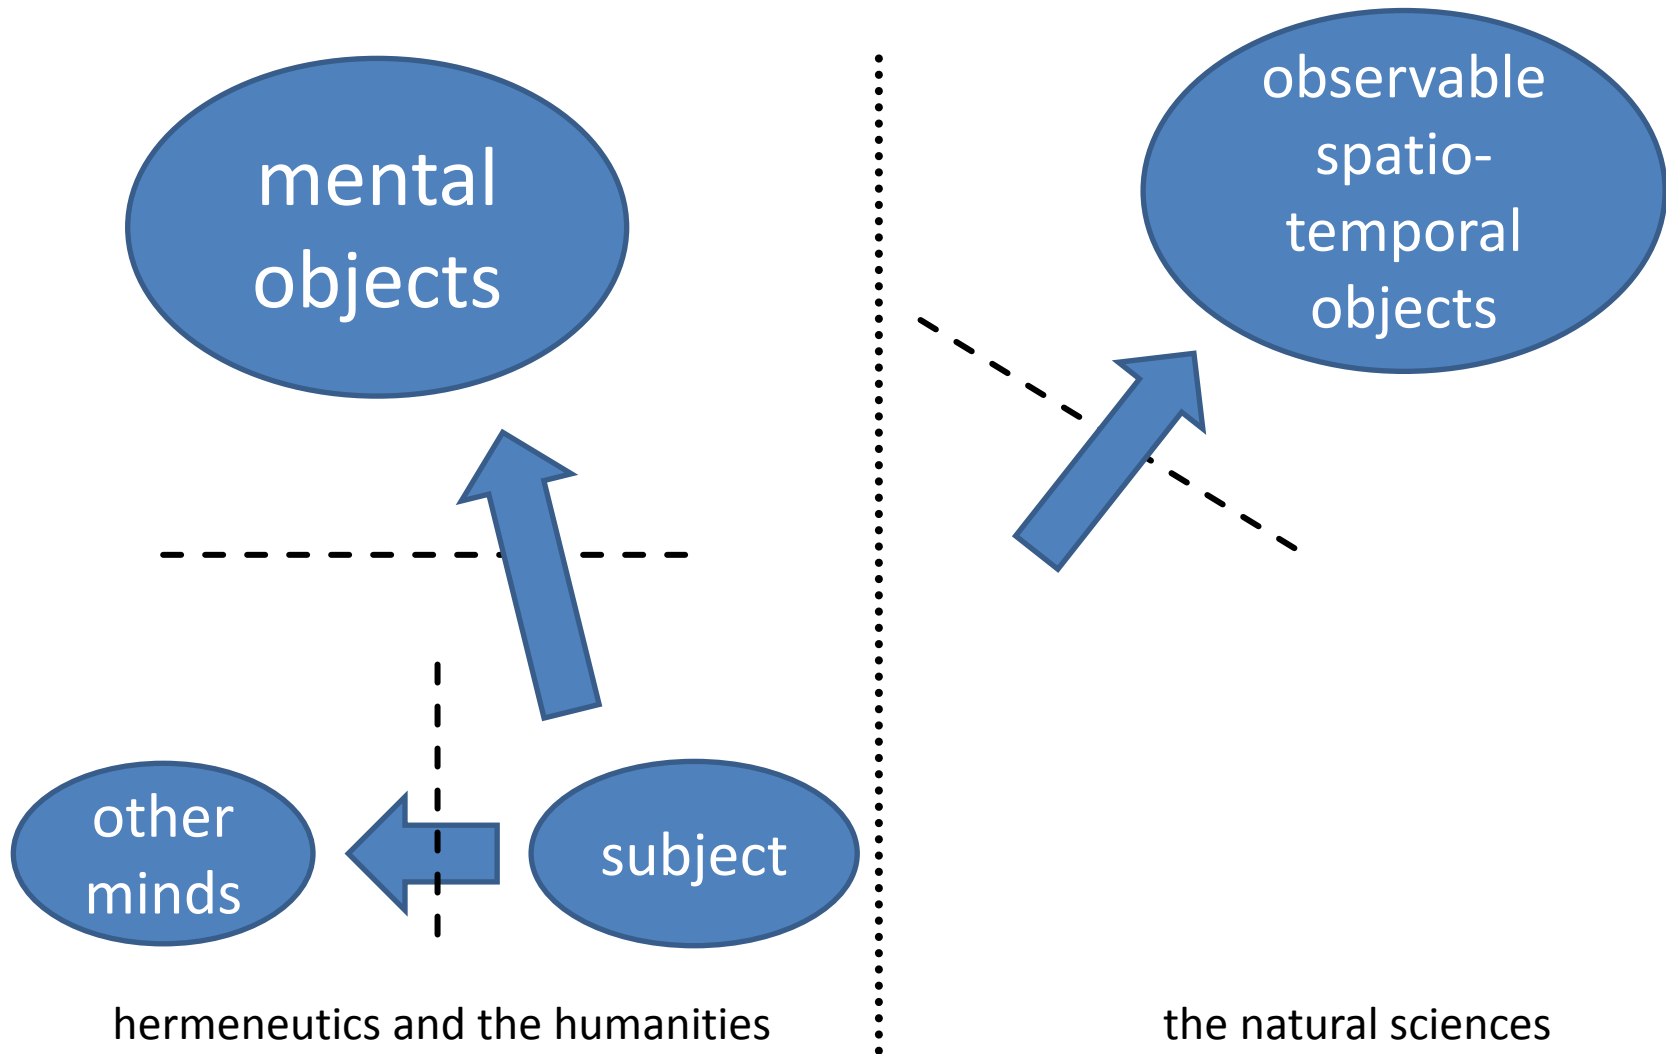 mental
objects
observable
spatio-
temporal
objects
other
minds
subject
hermeneutics and the humanities
the natural sciences